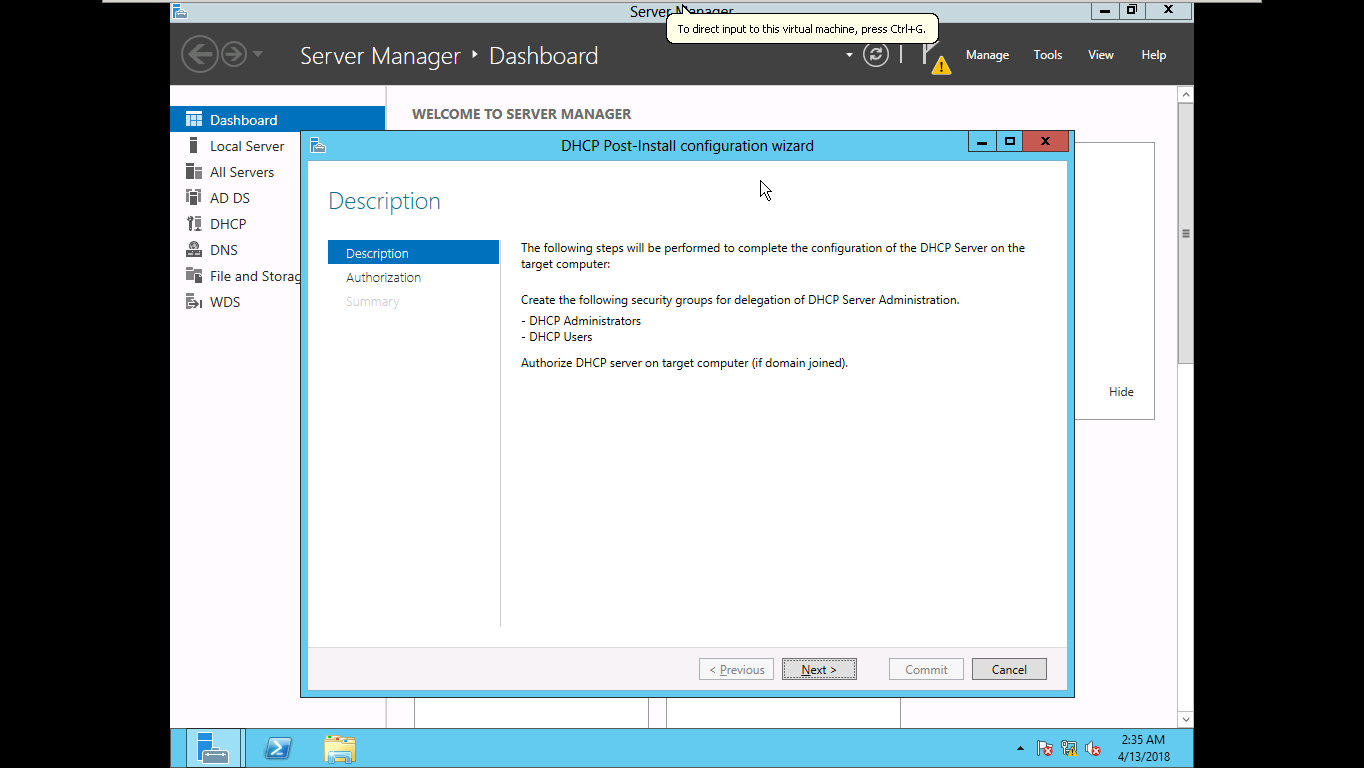 Server Manager
To direct input to this virtual machine, press Ctrl+G.
Server Manager Dashboard
Manage Tools View Help
Dashboard
Local Server
All Servers
AD DS
DHCP
DNS
File and Storag
WDS
WELCOME TO SERVER MANAGER
Hide
DHCP Post-Install configuration wizard
Description
Description
Authorization
Summary
The following steps will be performed to complete the configuration of the DHCP Server on the
target computer:
Create the following security groups for delegation of DHCP Server Administration.
- DHCP Administrators
- DHCP Users
Authorize DHCP server on target computer (if domain joined).
< Previous Next > Commit Cancel
2:35 AM
4/13/2018